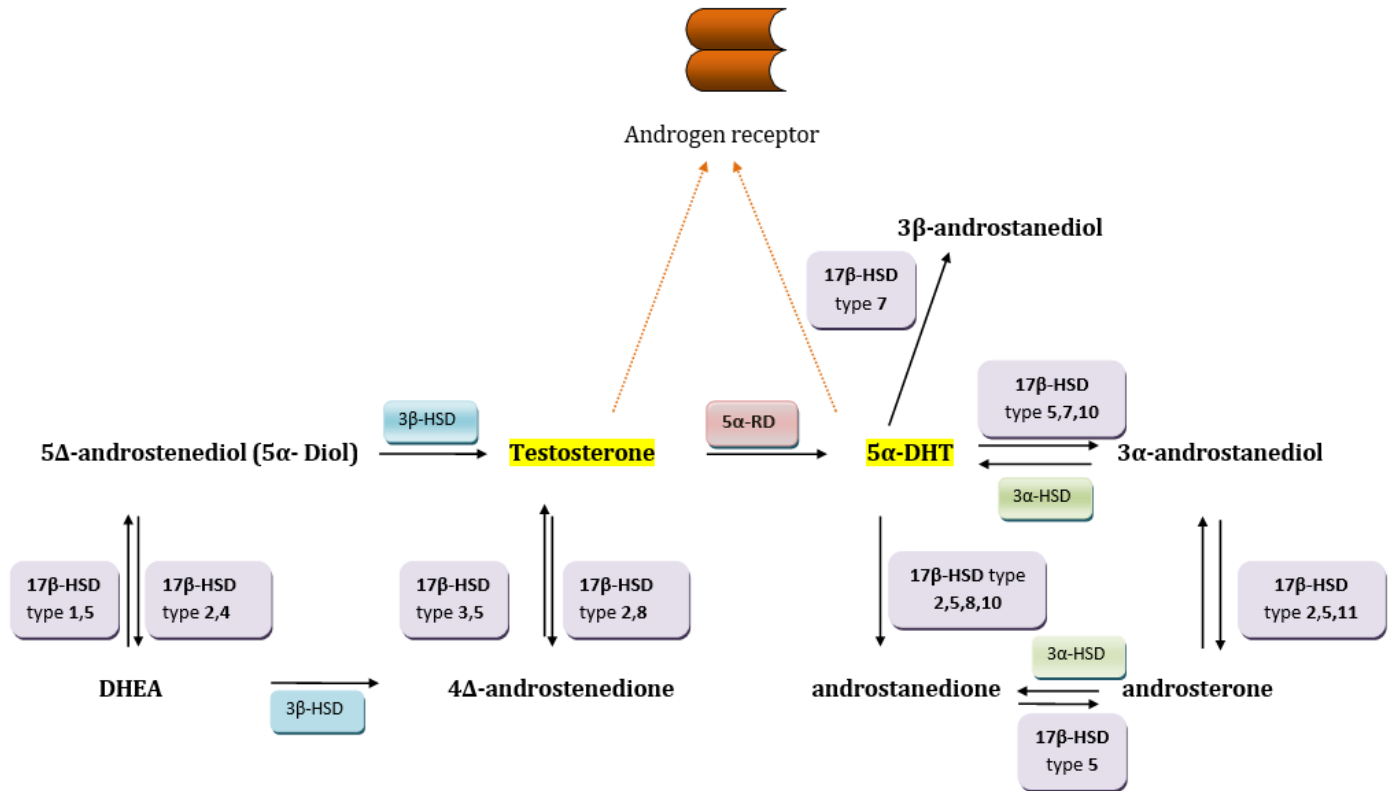 Androgen receptor
3β-androstanediol
17β-HSD
type 7
17β-HSD
type 5,7,10
3β-HSD
5α-RD
5Δ-androstenediol (5α- Diol)
Testosterone
5α-DHT
3α-androstanediol
3α-HSD
17β-HSD
type 1,5
17β-HSD
type 2,4
17β-HSD
type 3,5
17β-HSD
type 2,8
17β-HSD type
2,5,8,10
17β-HSD
type 2,5,11
3α-HSD
DHEA
4Δ-androstenedione
androstanedione
androsterone
3β-HSD
17β-HSD
type 5